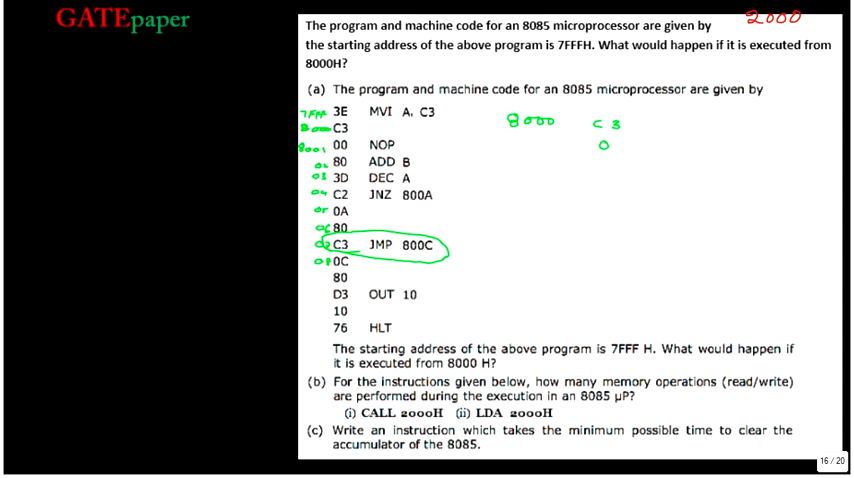 GATEpaper
2000
The program and machine code for an 8085 microprocessor are given by
the starting address of the above program is 7FFFH. What would happen if it is executed from
8000H?
(a) The program and machine code for an 8085 microprocessor are given by
7FFF 3E MVI A, C3
8000 C3
8000 C3
8001 00 NOP
0
02 80 ADD B
03 3D DEC A
04 C2 JNZ 800A
05 0A
06 80
07 C3 JMP 800C
08 0C
80
D3 OUT 10
10
76 HLT
The starting address of the above program is 7FFF H. What would happen if
it is executed from 8000 H?
(b) For the instructions given below, how many memory operations (read/write)
are performed during the execution in an 8085 μP?
(i) CALL 2000H (ii) LDA 2000H
(c) Write an instruction which takes the minimum possible time to clear the
accumulator of the 8085.
16 / 20